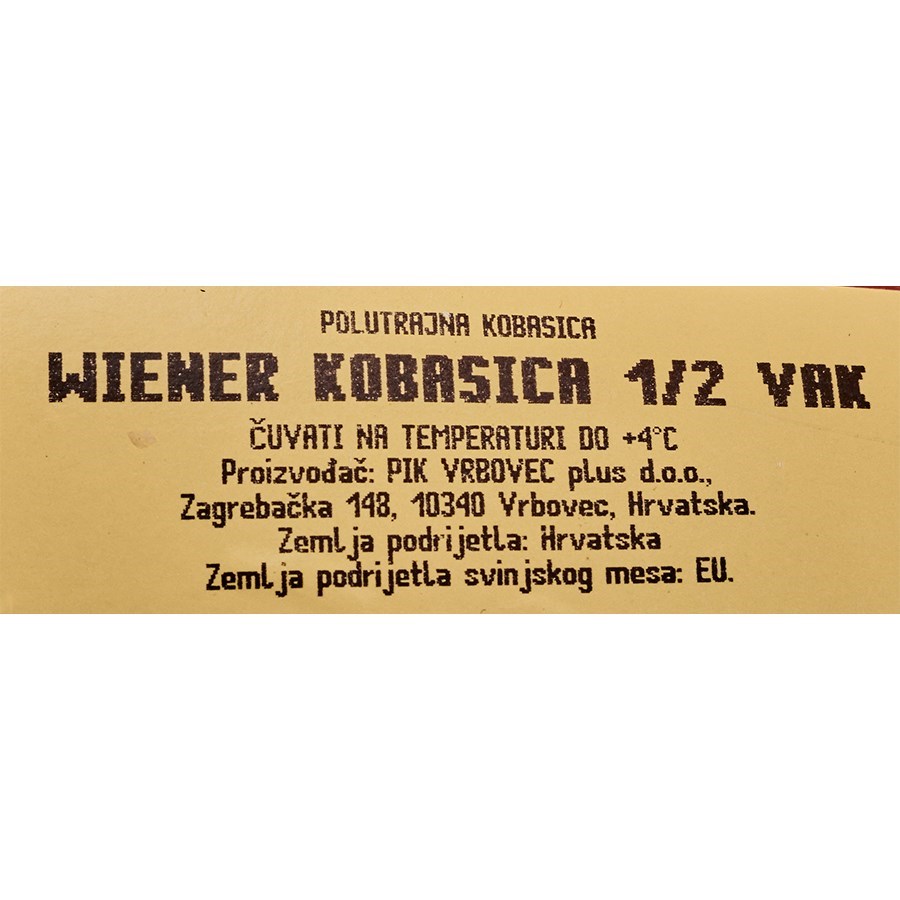 POLUTRAJNA KOBASICA
WIENER KOBASICA 1/2 VAK
ČUVATI NA TEMPERATURI DO +4°C
Proizvođač: PIK VRBOVEC plus d.o.o.,
Zagrebačka 148, 10340 Vrbovec, Hrvatska.
Zemlja podrijetla: Hrvatska
Zemlja podrijetla svinjskog mesa: EU.